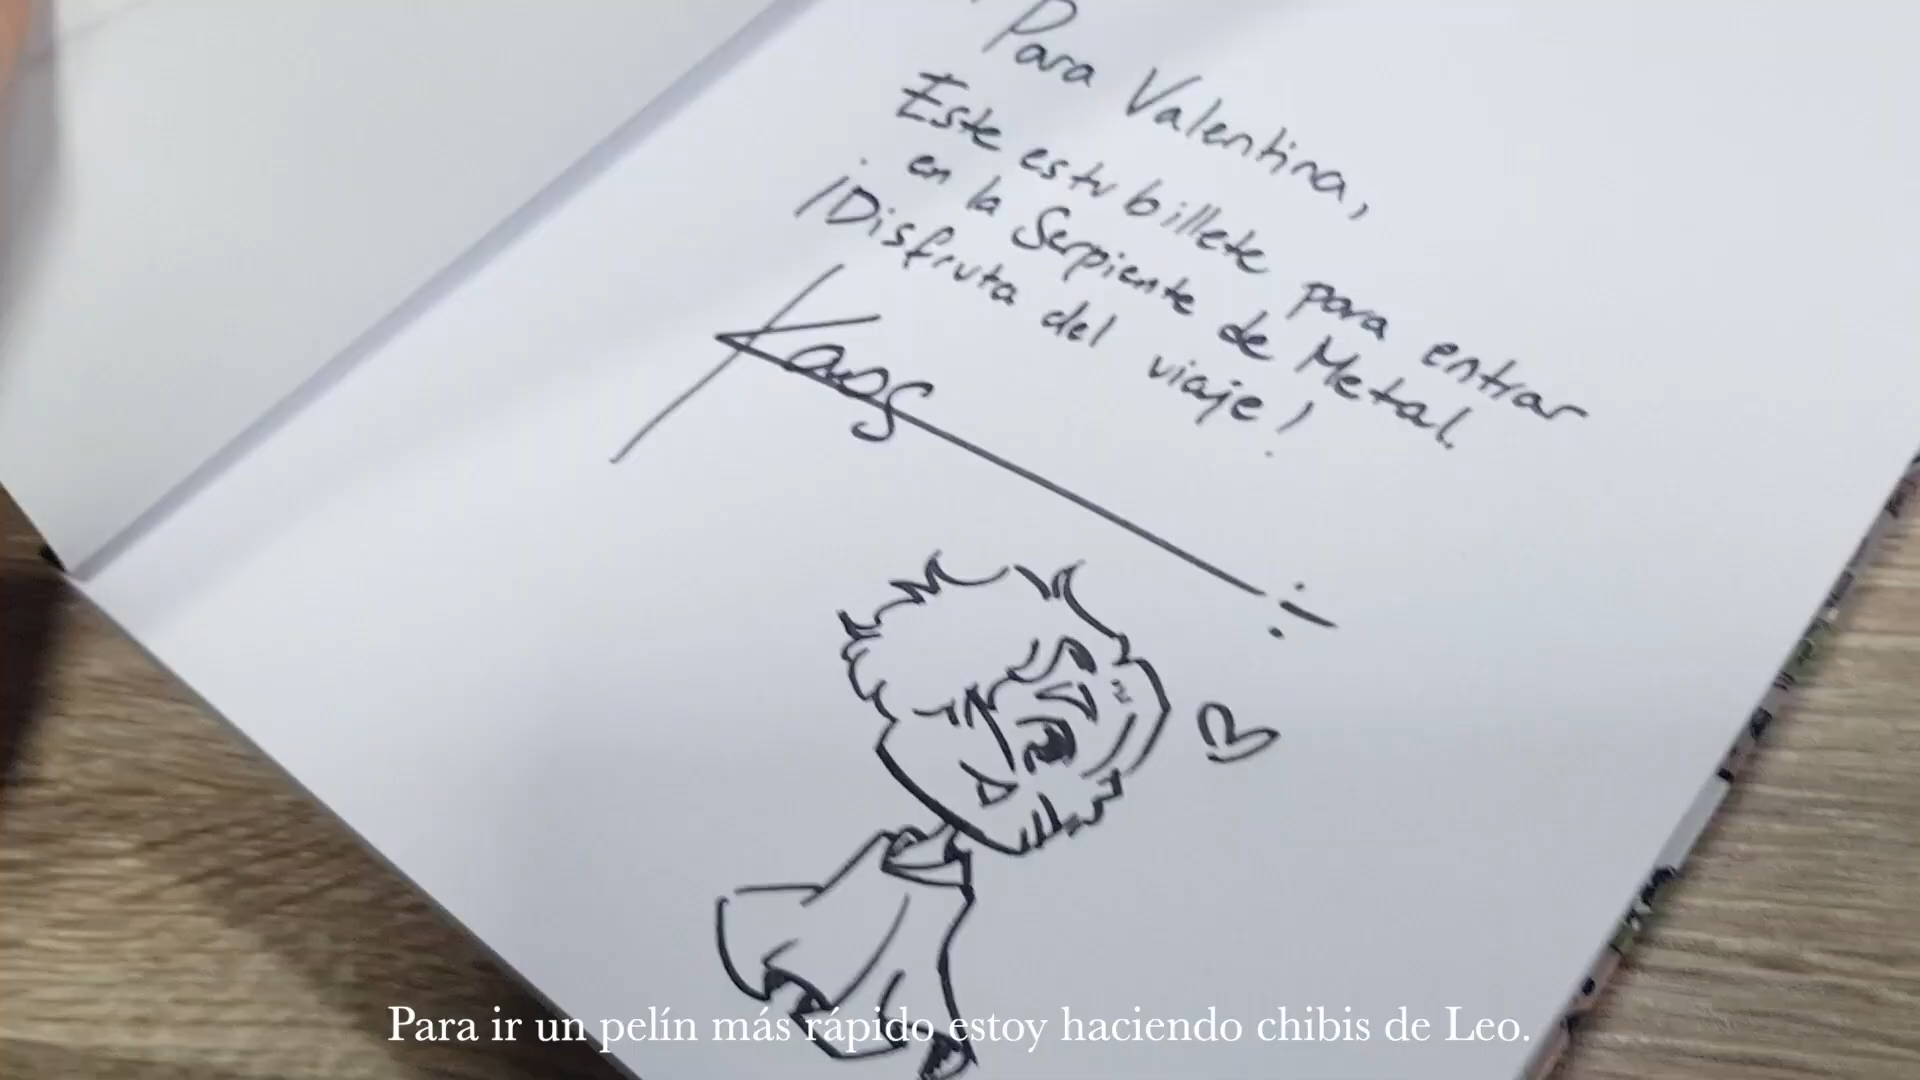 Para Valentina,
Este es tu billete para entrar
en la Serpiente de Metal.
¡Disfruta del viaje!
Kaos
Para ir un pelín más rápido estoy haciendo chibis de Leo.